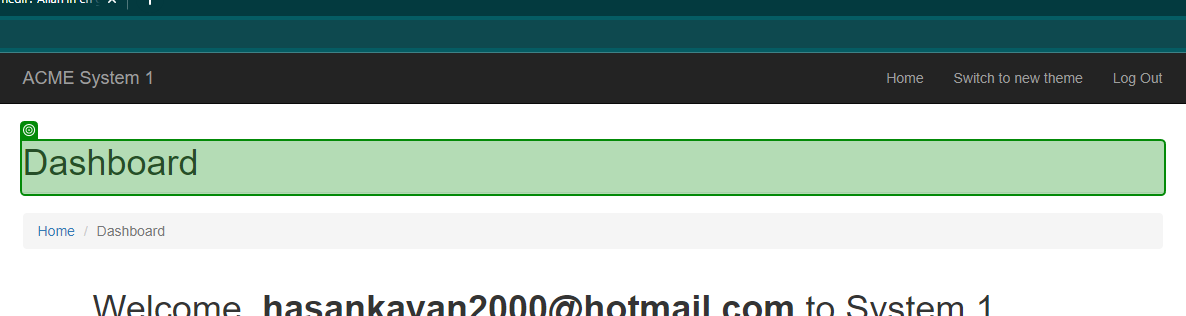 ACME System 1 Home Switch to new theme Log Out
Dashboard
Home / Dashboard
Welcome, hasankayan2000@hotmail.com to System 1